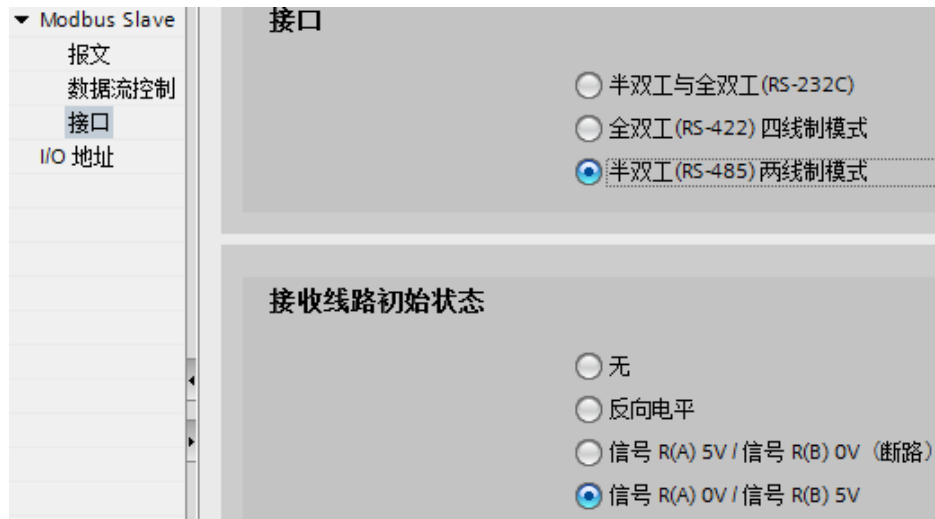 Modbus Slave
报文
数据流控制
接口
I/O 地址
接口
半双工与全双工(RS-232C)
全双工(RS-422) 四线制模式
半双工(RS-485) 两线制模式
接收线路初始状态
无
反向电平
信号 R(A) 5V / 信号 R(B) 0V（断路）
信号 R(A) 0V / 信号 R(B) 5V